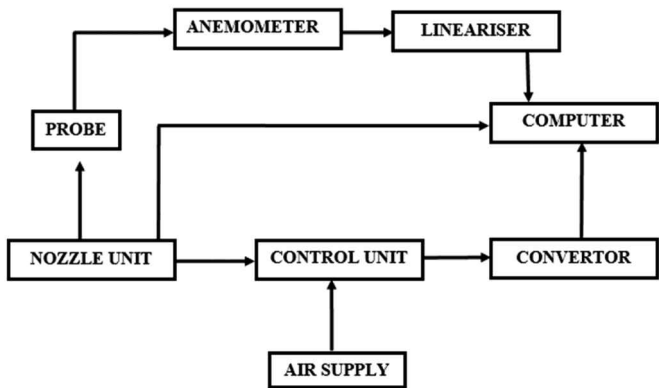 ANEMOMETER
LINEARISER
PROBE
COMPUTER
NOZZLE UNIT
CONTROL UNIT
CONVERTOR
AIR SUPPLY